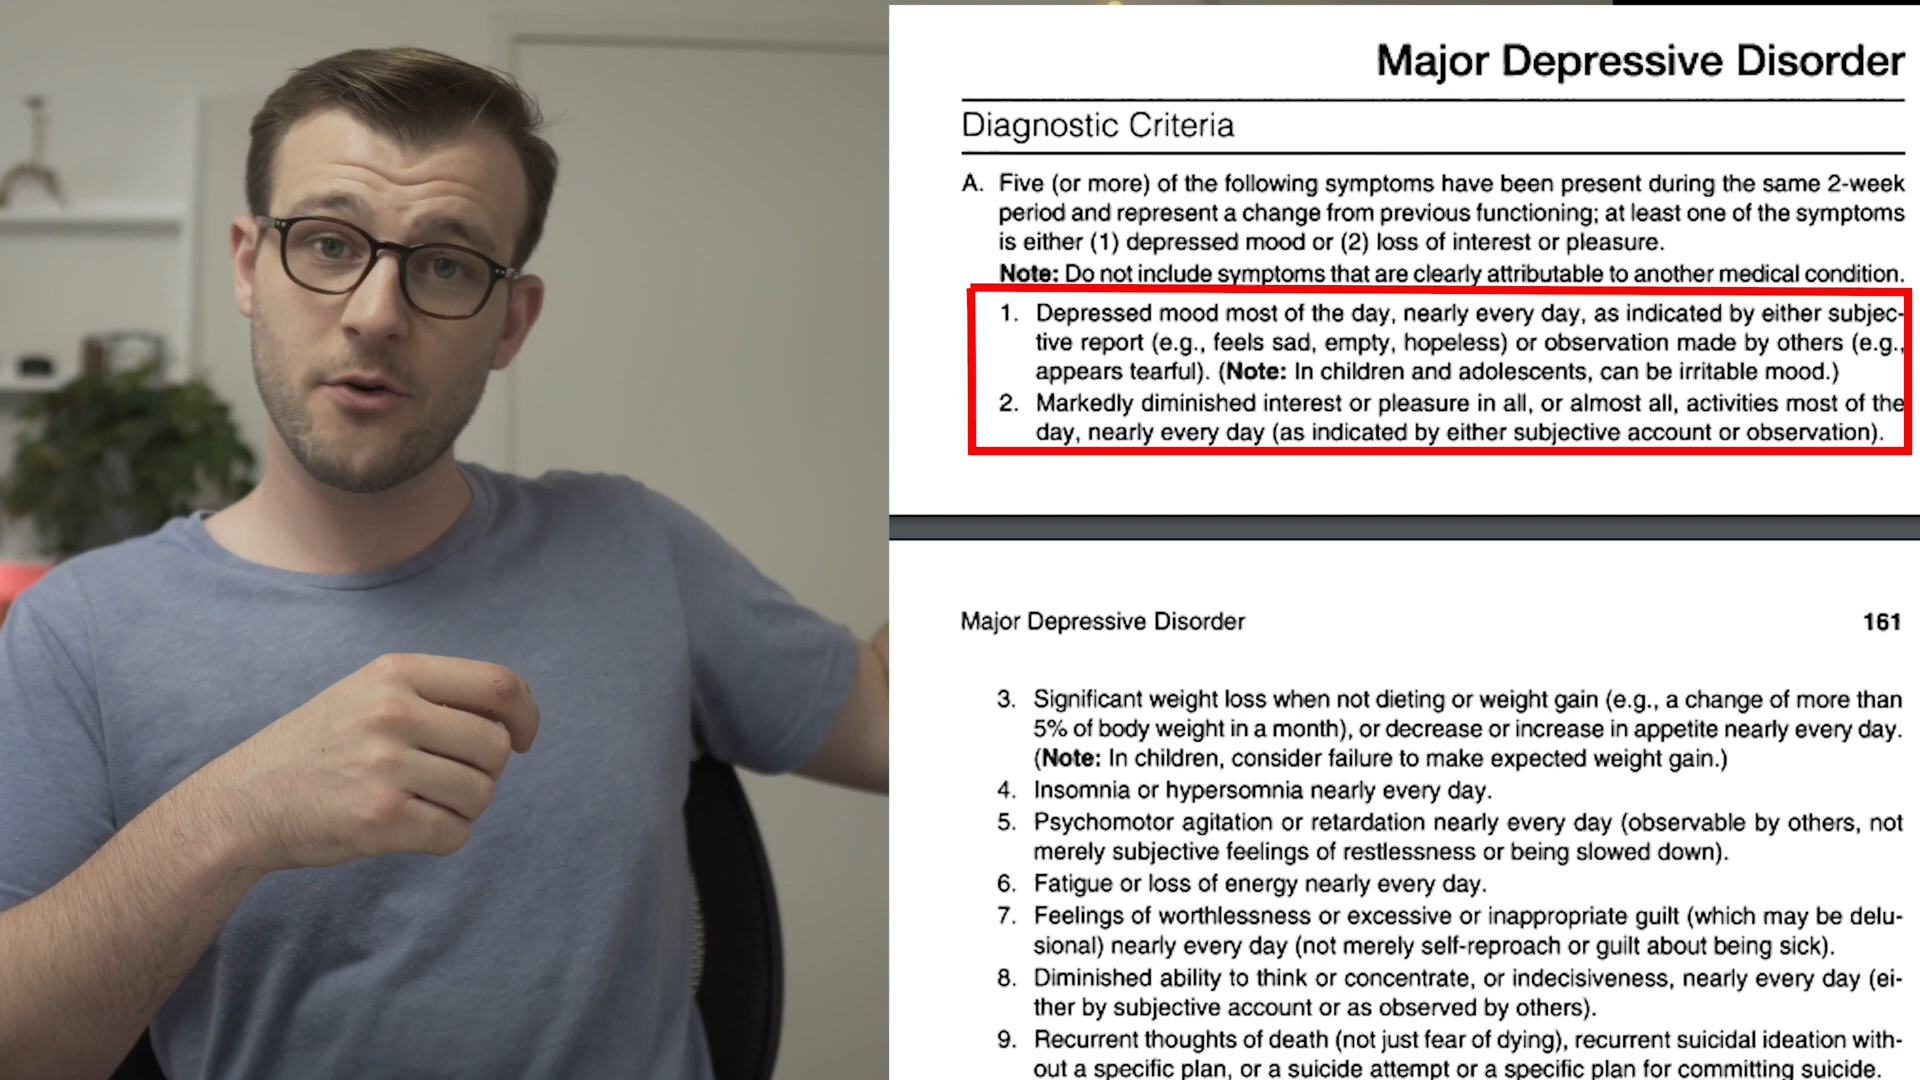 Major Depressive Disorder
Diagnostic Criteria
A. Five (or more) of the following symptoms have been present during the same 2-week
period and represent a change from previous functioning; at least one of the symptoms
is either (1) depressed mood or (2) loss of interest or pleasure.
Note: Do not include symptoms that are clearly attributable to another medical condition.
1. Depressed mood most of the day, nearly every day, as indicated by either subjec-
tive report (e.g., feels sad, empty, hopeless) or observation made by others (e.g.,
appears tearful). (Note: In children and adolescents, can be irritable mood.)
2. Markedly diminished interest or pleasure in all, or almost all, activities most of the
day, nearly every day (as indicated by either subjective account or observation).
Major Depressive Disorder 161
3. Significant weight loss when not dieting or weight gain (e.g., a change of more than
5% of body weight in a month), or decrease or increase in appetite nearly every day.
(Note: In children, consider failure to make expected weight gain.)
4. Insomnia or hypersomnia nearly every day.
5. Psychomotor agitation or retardation nearly every day (observable by others, not
merely subjective feelings of restlessness or being slowed down).
6. Fatigue or loss of energy nearly every day.
7. Feelings of worthlessness or excessive or inappropriate guilt (which may be delu-
sional) nearly every day (not merely self-reproach or guilt about being sick).
8. Diminished ability to think or concentrate, or indecisiveness, nearly every day (ei-
ther by subjective account or as observed by others).
9. Recurrent thoughts of death (not just fear of dying), recurrent suicidal ideation with-
out a specific plan, or a suicide attempt or a specific plan for committing suicide.